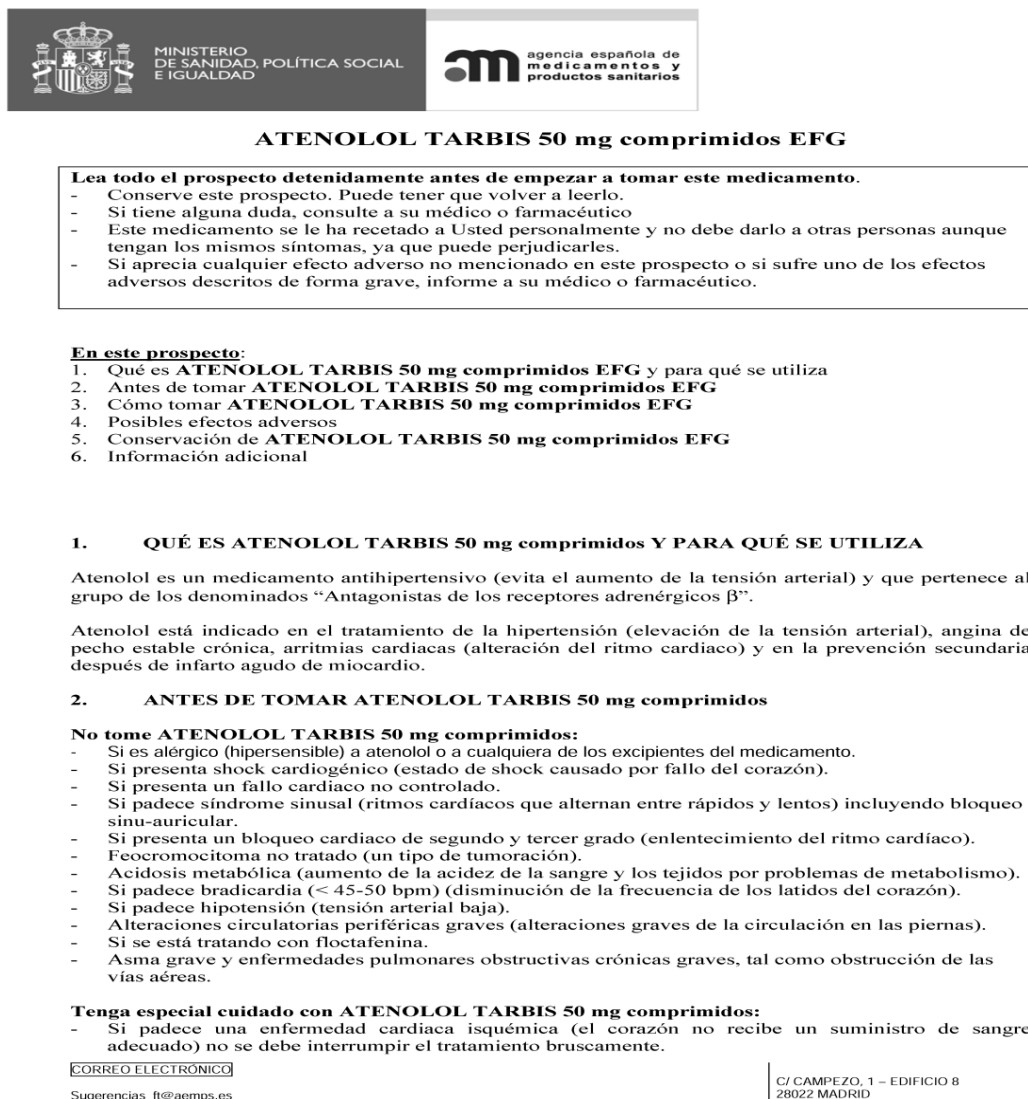 MINISTERIO
DE SANIDAD, POLÍTICA SOCIAL
E IGUALDAD
agencia española de
medicamentos y
productos sanitarios
ATENOLOL TARBIS 50 mg comprimidos EFG
Lea todo el prospecto detenidamente antes de empezar a tomar este medicamento.
- Conserve este prospecto. Puede tener que volver a leerlo.
- Si tiene alguna duda, consulte a su médico o farmacéutico
- Este medicamento se le ha recetado a Usted personalmente y no debe darlo a otras personas aunque
tengan los mismos síntomas, ya que puede perjudicarles.
- Si aprecia cualquier efecto adverso no mencionado en este prospecto o si sufre uno de los efectos
adversos descritos de forma grave, informe a su médico o farmacéutico.
En este prospecto:
1. Qué es ATENOLOL TARBIS 50 mg comprimidos EFG y para qué se utiliza
2. Antes de tomar ATENOLOL TARBIS 50 mg comprimidos EFG
3. Cómo tomar ATENOLOL TARBIS 50 mg comprimidos EFG
4. Posibles efectos adversos
5. Conservación de ATENOLOL TARBIS 50 mg comprimidos EFG
6. Información adicional
1. QUÉ ES ATENOLOL TARBIS 50 mg comprimidos Y PARA QUÉ SE UTILIZA
Atenolol es un medicamento antihipertensivo (evita el aumento de la tensión arterial) y que pertenece al
grupo de los denominados “Antagonistas de los receptores adrenérgicos β”.
Atenolol está indicado en el tratamiento de la hipertensión (elevación de la tensión arterial), angina de
pecho estable crónica, arritmias cardiacas (alteración del ritmo cardiaco) y en la prevención secundaria
después de infarto agudo de miocardio.
2. ANTES DE TOMAR ATENOLOL TARBIS 50 mg comprimidos
No tome ATENOLOL TARBIS 50 mg comprimidos:
- Si es alérgico (hipersensible) a atenolol o a cualquiera de los excipientes del medicamento.
- Si presenta shock cardiogénico (estado de shock causado por fallo del corazón).
- Si presenta un fallo cardiaco no controlado.
- Si padece síndrome sinusal (ritmos cardíacos que alternan entre rápidos y lentos) incluyendo bloqueo
sinu-auricular.
- Si presenta un bloqueo cardiaco de segundo y tercer grado (enlentecimiento del ritmo cardíaco).
- Feocromocitoma no tratado (un tipo de tumoración).
- Acidosis metabólica (aumento de la acidez de la sangre y los tejidos por problemas de metabolismo).
- Si padece bradicardia (< 45-50 bpm) (disminución de la frecuencia de los latidos del corazón).
- Si padece hipotensión (tensión arterial baja).
- Alteraciones circulatorias periféricas graves (alteraciones graves de la circulación en las piernas).
- Si se está tratando con floctafenina.
- Asma grave y enfermedades pulmonares obstructivas crónicas graves, tal como obstrucción de las
vías aéreas.
Tenga especial cuidado con ATENOLOL TARBIS 50 mg comprimidos:
- Si padece una enfermedad cardiaca isquémica (el corazón no recibe un suministro de sangre
adecuado) no se debe interrumpir el tratamiento bruscamente.
CORREO ELECTRÓNICO
Sugerencias_ft@aemps.es
C/ CAMPEZO, 1 – EDIFICIO 8
28022 MADRID